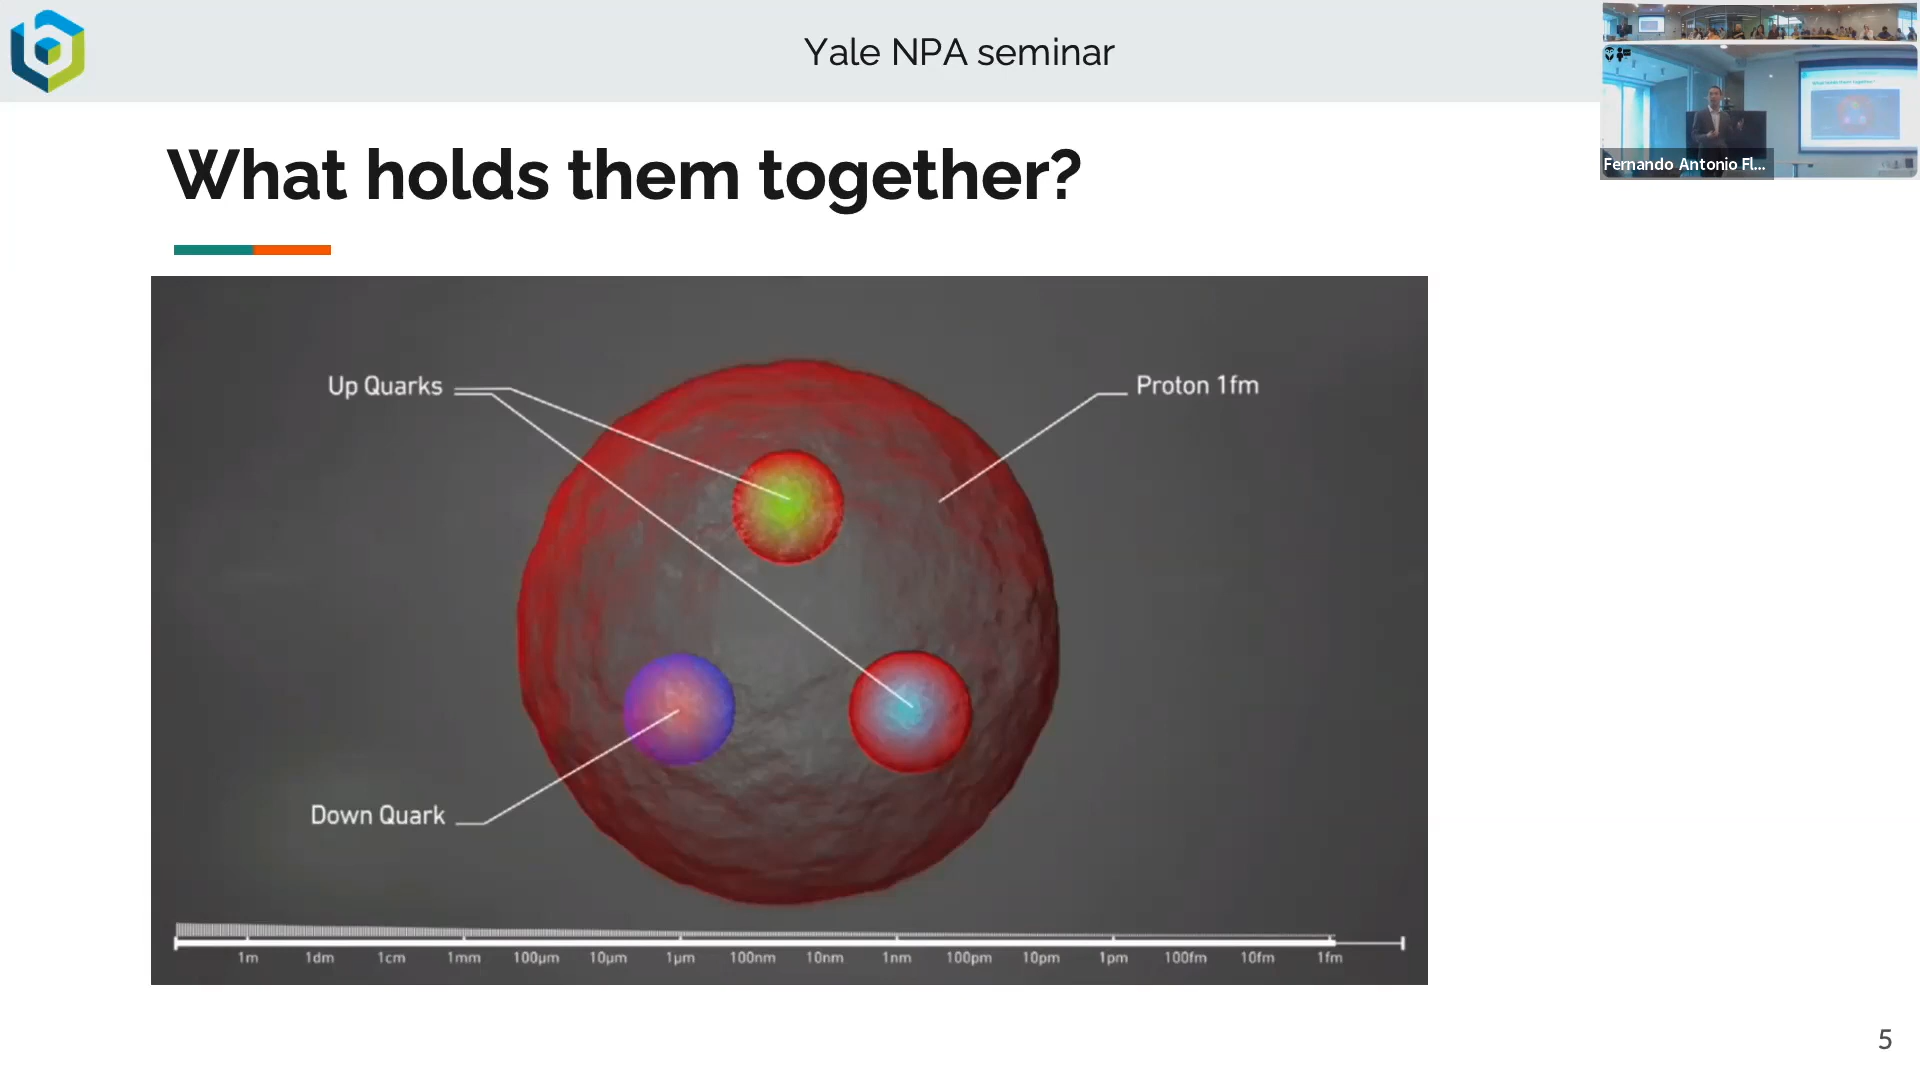 Yale NPA seminar
Fernando Antonio Fl...
What holds them together?
Up Quarks
Proton 1fm
Down Quark
1m 1dm 1cm 1mm 100µm 10µm 1µm 100nm 10nm 1nm 100pm 10pm 1pm 100fm 10fm 1fm
5